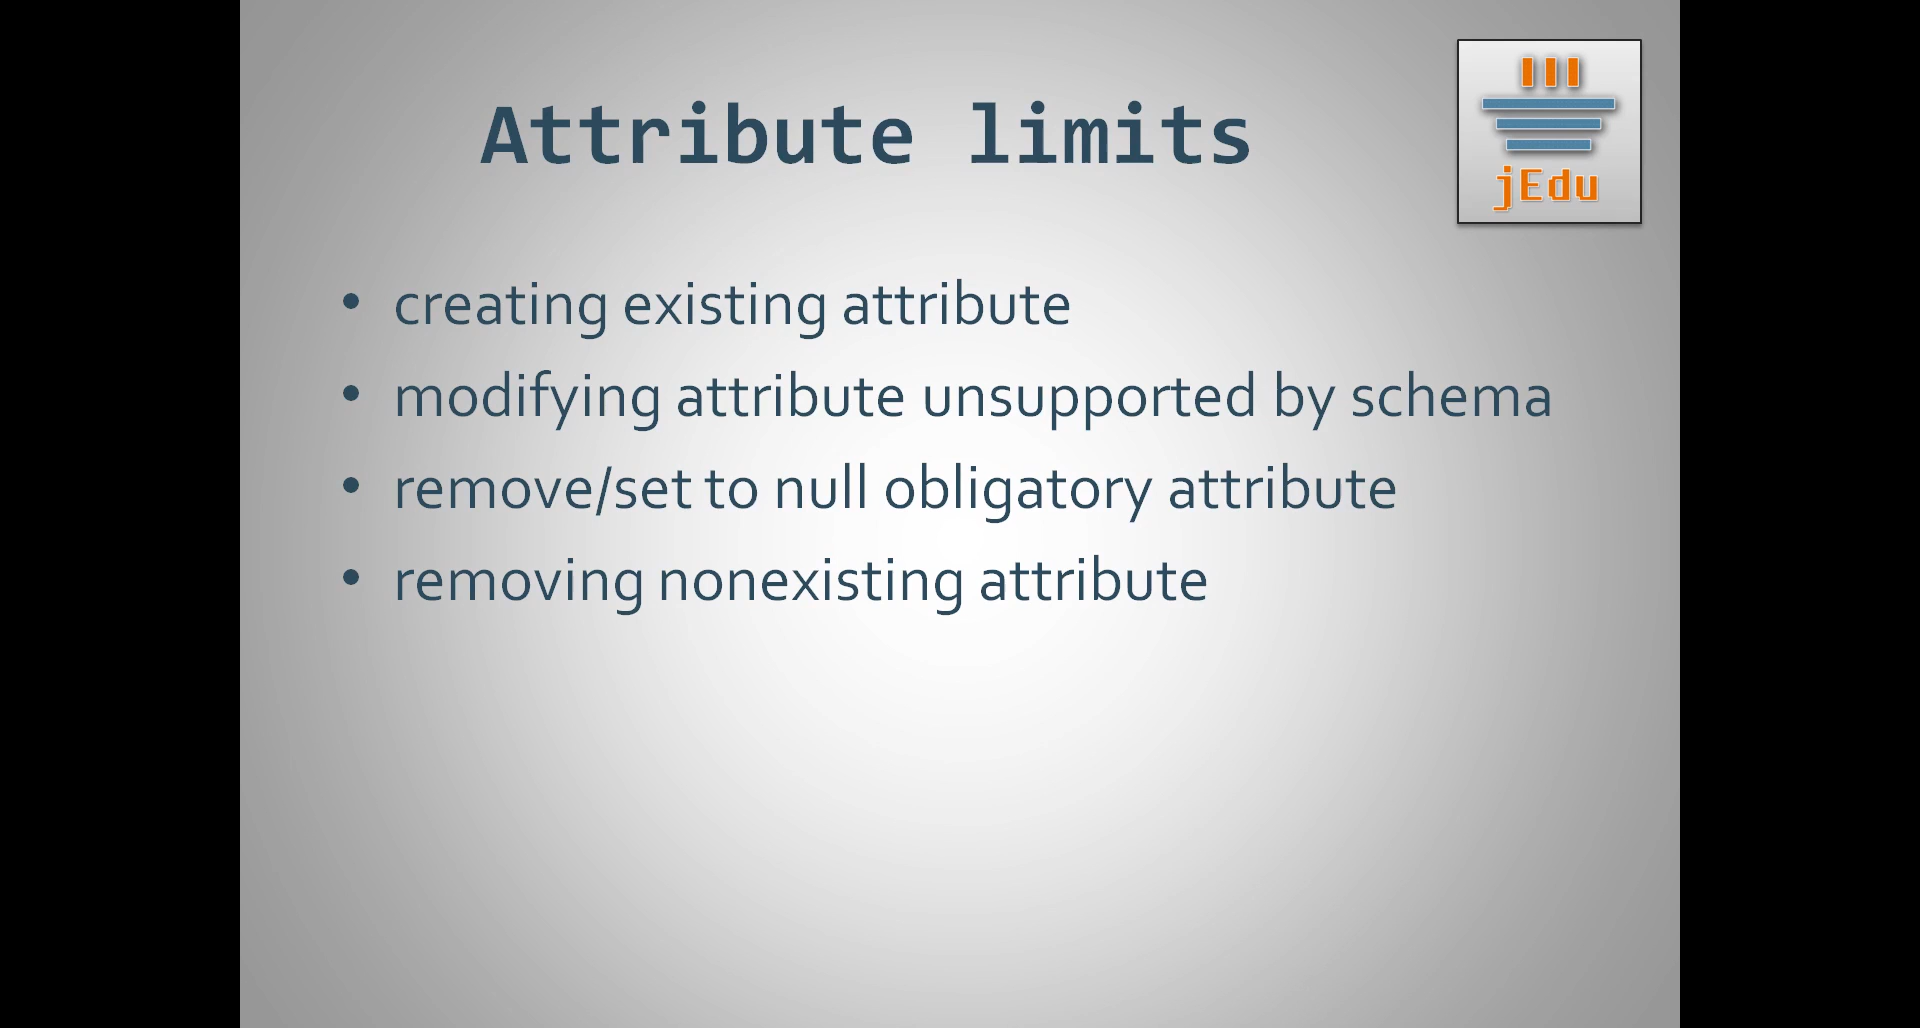 Attribute limits
jEdu
• creating existing attribute
• modifying attribute unsupported by schema
• remove/set to null obligatory attribute
• removing nonexisting attribute